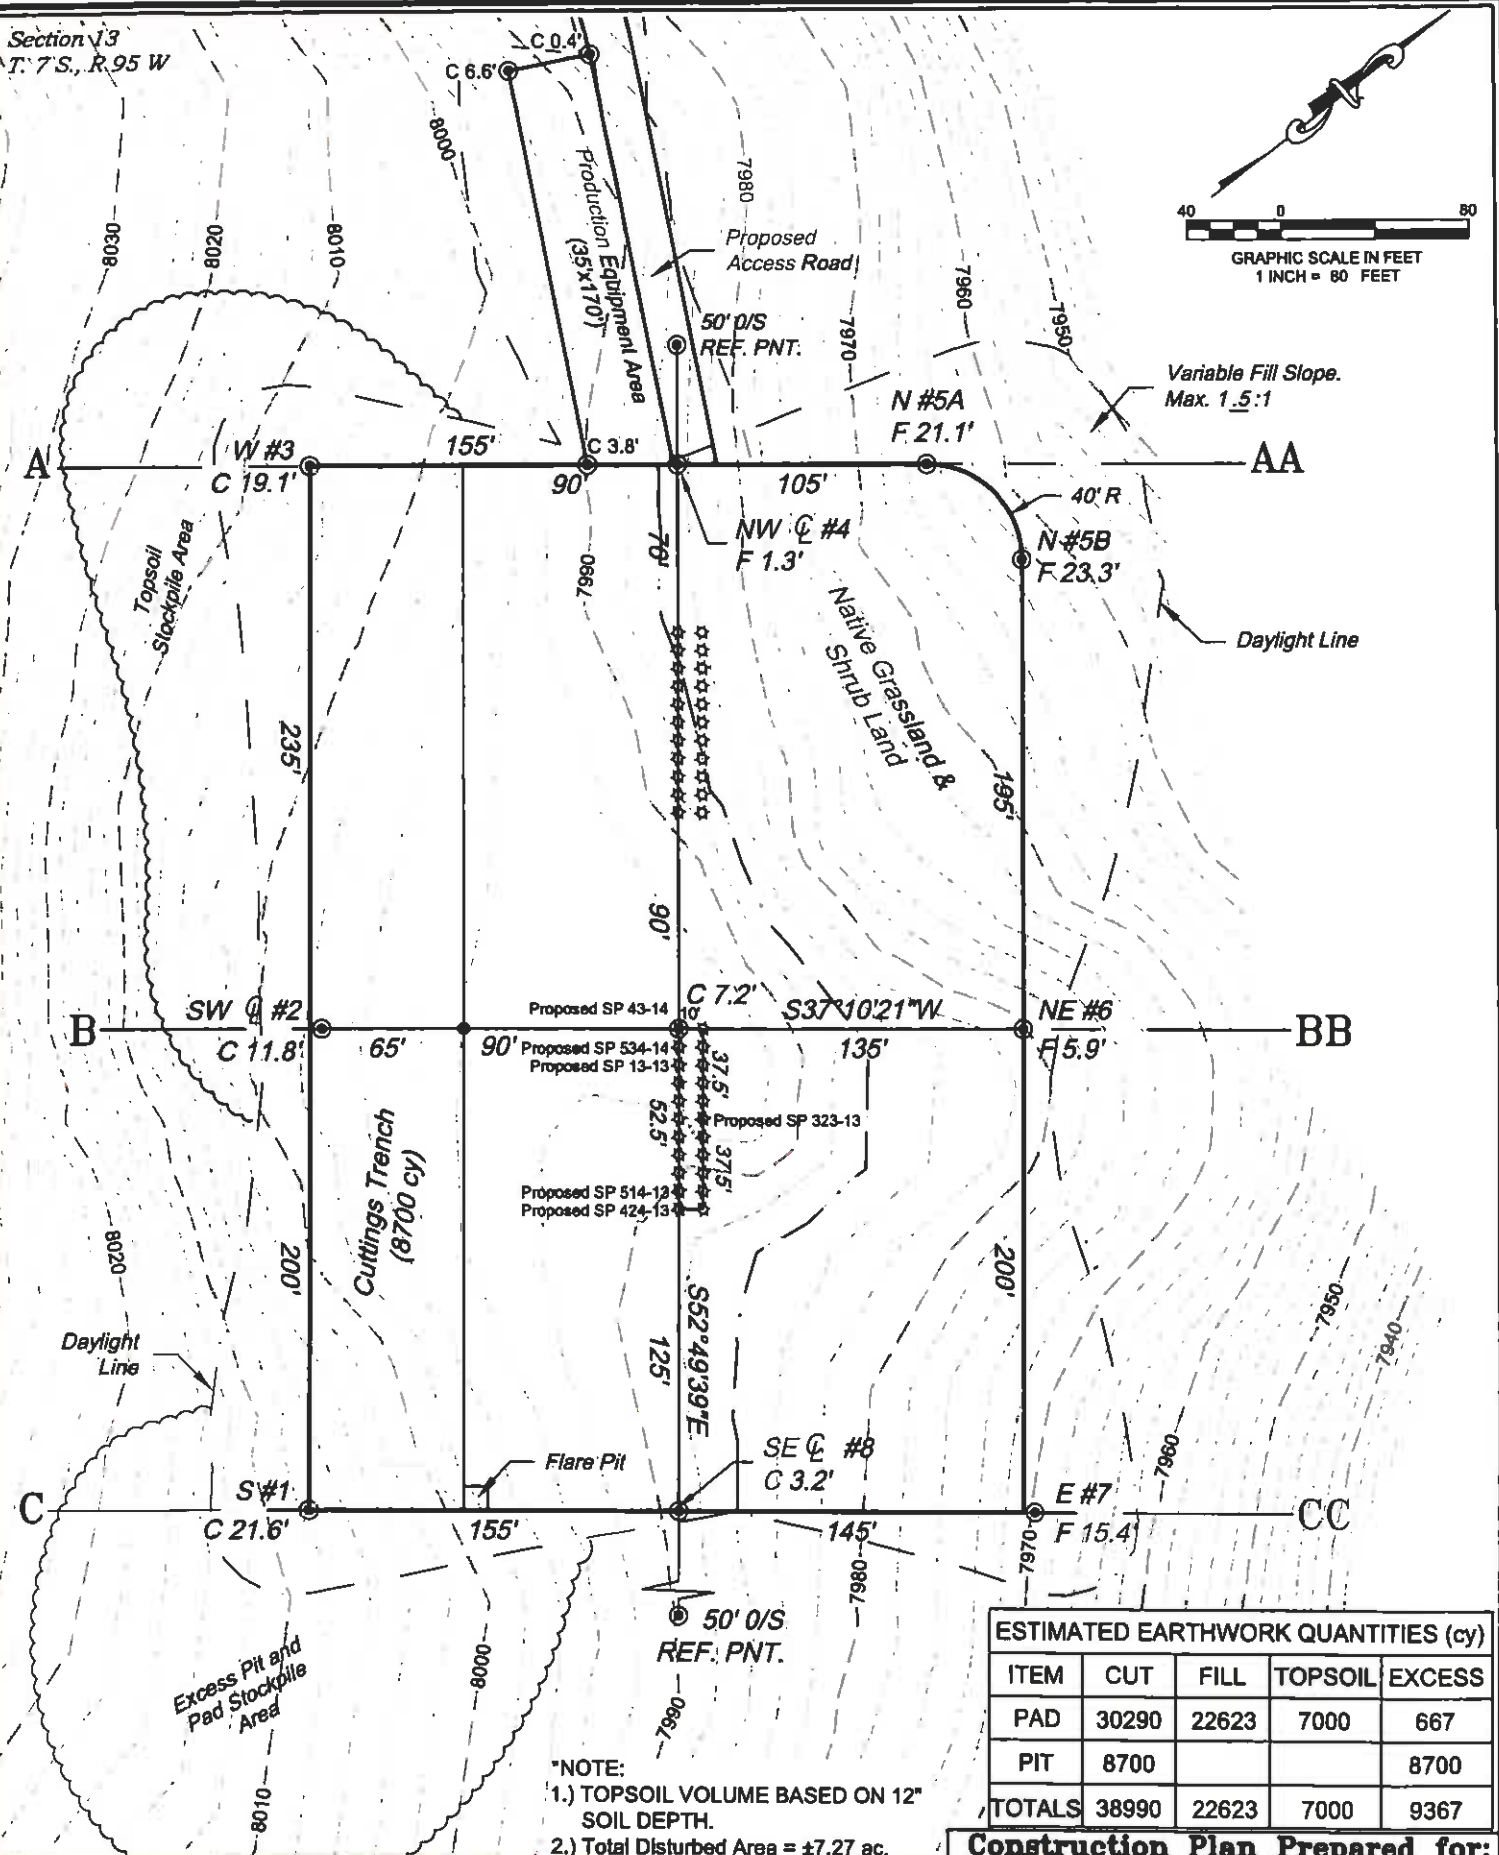 Section 13
T. 7 S., R.95 W
C 0.4'
C 6.6'
8000
7980
8030
8020
8010
Production Equipment Area
(35'x170')
Proposed
Access Road
40 0 80
GRAPHIC SCALE IN FEET
1 INCH = 80 FEET
7960
7950
7970
50' O/S
REF. PNT.
Variable Fill Slope.
Max. 1.5:1
N #5A
F 21.1'
A
W #3
C 19.1'
155'
C 3.8'
90'
105'
AA
40' R
NW ℄ #4
F 1.3'
70'
N #5B
F 23.3'
7990
Topsoil
Stockpile Area
Native Grassland &
Shrub Land
Daylight Line
235'
195'
90'
B
SW ℄ #2
C 11.8'
Proposed SP 43-14
C 7.2'
10'
S37°10'21"W
NE #6
F 5.9'
BB
65'
90'
135'
Proposed SP 534-14
Proposed SP 13-13
37.5'
52.5'
Proposed SP 323-13
37.5'
Cuttings Trench
(8700 cy)
Proposed SP 514-13
Proposed SP 424-13
8020
200'
200'
S52°49'39"E
125'
7950
7940
Daylight
Line
Flare Pit
SE ℄ #8
C 3.2'
7960
C
S #1
C 21.6'
155'
145'
E #7
F 15.4'
CC
7970
7980
50' O/S
REF. PNT.
Excess Pit and
Pad Stockpile
Area
8000
7990
8010
ESTIMATED EARTHWORK QUANTITIES (cy)
ITEM CUT FILL TOPSOIL EXCESS
PAD 30290 22623 7000 667
PIT 8700 8700
TOTALS 38990 22623 7000 9367
*NOTE:
1.) TOPSOIL VOLUME BASED ON 12"
SOIL DEPTH.
2.) Total Disturbed Area = ±7.27 ac.
Construction Plan Prepared for: